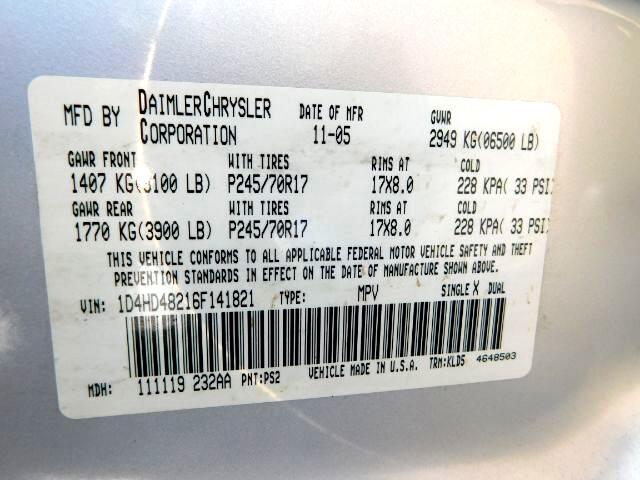 MFD BY DAIMLERCHRYSLER CORPORATION DATE OF MFR 11-05 GVWR 2949 KG(06500 LB)
GAWR FRONT WITH TIRES RIMS AT COLD
1407 KG(3100 LB) P245/70R17 17X8.0 228 KPA( 33 PSI)
GAWR REAR WITH TIRES RIMS AT COLD
1770 KG(3900 LB) P245/70R17 17X8.0 228 KPA( 33 PSI)
THIS VEHICLE CONFORMS TO ALL APPLICABLE FEDERAL MOTOR VEHICLE SAFETY AND THEFT
PREVENTION STANDARDS IN EFFECT ON THE DATE OF MANUFACTURE SHOWN ABOVE.
VIN: 1D4HD48216F141821 TYPE: MPV SINGLE X DUAL
MDH: 111119 232AA PNT:PS2 VEHICLE MADE IN U.S.A. TRM:KLD5 4648503